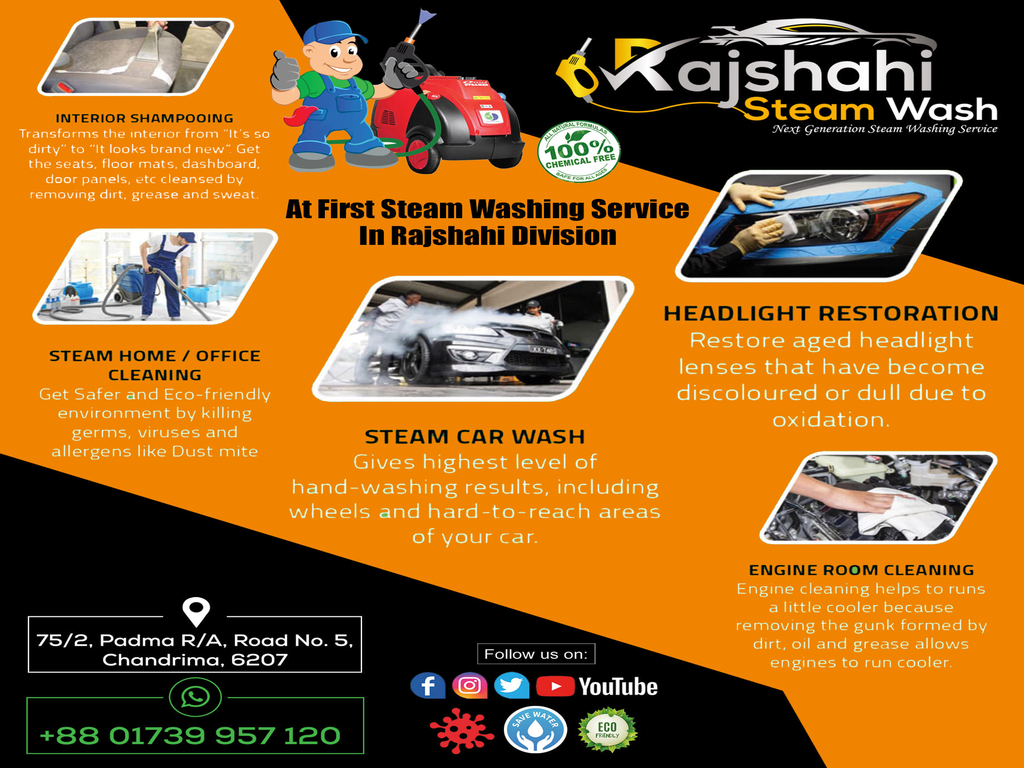 Rajshahi
Steam Wash
Next Generation Steam Washing Service
ALL NATURAL FORMULAS
100%
CHEMICAL FREE
SAFE FOR ALL AGES
At First Steam Washing Service
In Rajshahi Division
INTERIOR SHAMPOOING
Transforms the interior from "It's so
dirty" to "It looks brand new" Get
the seats, floor mats, dashboard,
door panels, etc cleansed by
removing dirt, grease and sweat.
STEAM HOME / OFFICE
CLEANING
Get Safer and Eco-friendly
environment by killing
germs, viruses and
allergens like Dust mite
STEAM CAR WASH
Gives highest level of
hand-washing results, including
wheels and hard-to-reach areas
of your car.
HEADLIGHT RESTORATION
Restore aged headlight
lenses that have become
discoloured or dull due to
oxidation.
ENGINE ROOM CLEANING
Engine cleaning helps to runs
a little cooler because
removing the gunk formed by
dirt, oil and grease allows
engines to run cooler.
75/2, Padma R/A, Road No. 5,
Chandrima, 6207
+88 01739 957 120
Follow us on:
YouTube
SAVE WATER
ECO
FRIENDLY